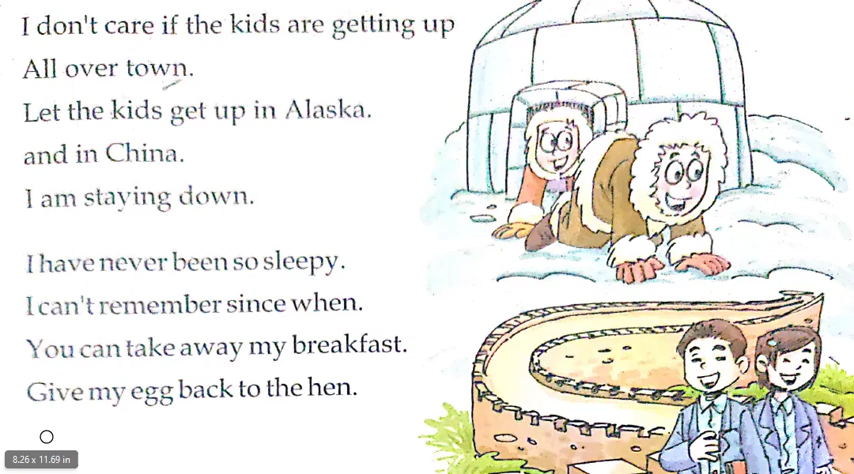 I don't care if the kids are getting up
All over town.
Let the kids get up in Alaska.
and in China.
I am staying down.
I have never been so sleepy.
I can't remember since when.
You can take away my breakfast.
Give my egg back to the hen.
8.26 x 11.69 in